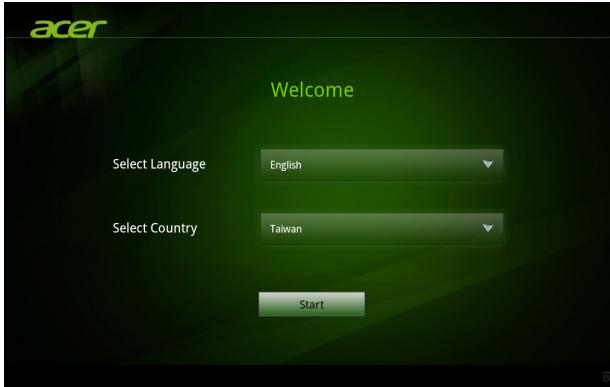 acer
Welcome
Select Language English
Select Country Taiwan
Start